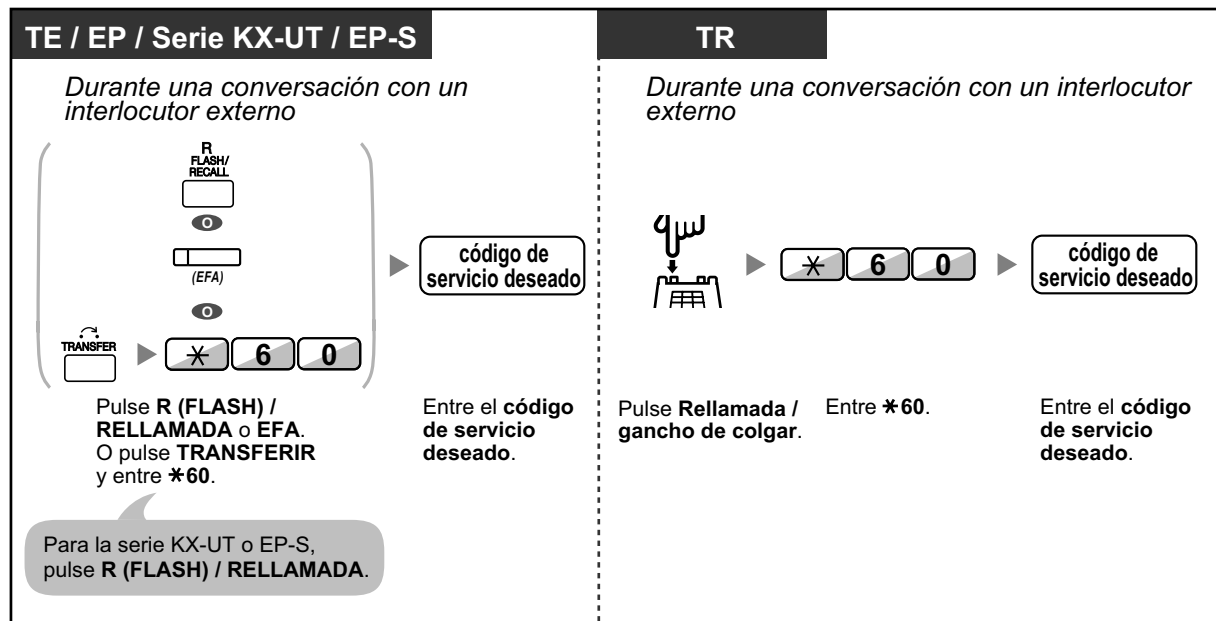 TE / EP / Serie KX-UT / EP-S
Durante una conversación con un
interlocutor externo
R
FLASH/
RECALL
O
(EFA)
O
TRANSFER
* 6 0
código de
servicio deseado
Pulse R (FLASH) /
RELLAMADA o EFA.
O pulse TRANSFERIR
y entre *60.
Entre el código
de servicio
deseado.
Para la serie KX-UT o EP-S,
pulse R (FLASH) / RELLAMADA.
TR
Durante una conversación con un interlocutor
externo
* 6 0
código de
servicio deseado
Pulse Rellamada /
gancho de colgar.
Entre *60.
Entre el código
de servicio
deseado.